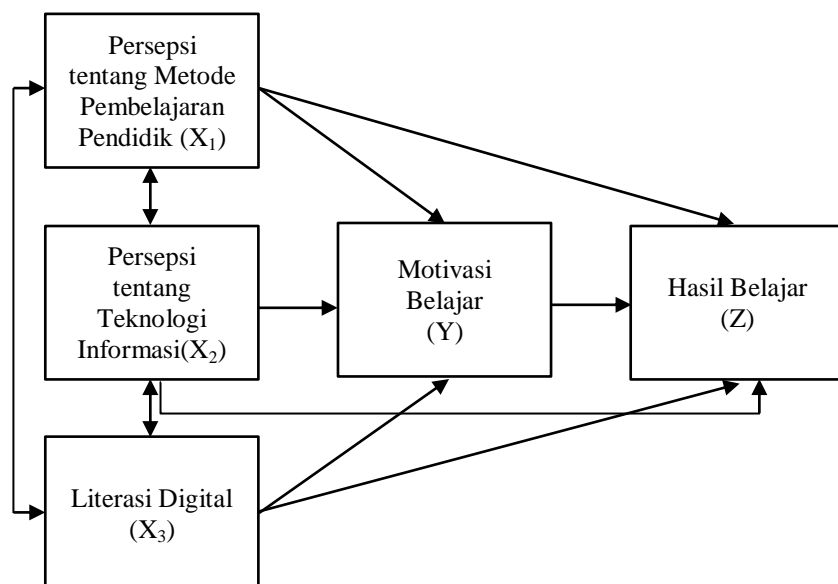 Persepsi
tentang Metode
Pembelajaran
Pendidik (X₁)
Persepsi
tentang
Teknologi
Informasi(X₂)
Motivasi
Belajar
(Y)
Hasil Belajar
(Z)
Literasi Digital
(X₃)